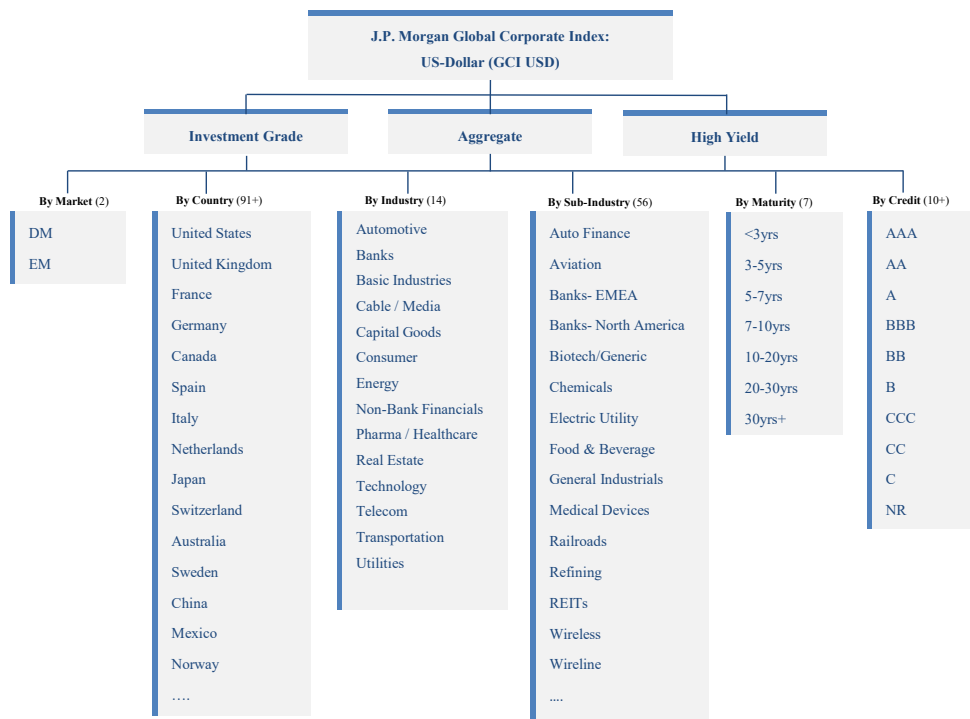 J.P. Morgan Global Corporate Index:
US-Dollar (GCI USD)
Investment Grade
Aggregate
High Yield
By Market (2)
DM
EM
By Country (91+)
United States
United Kingdom
France
Germany
Canada
Spain
Italy
Netherlands
Japan
Switzerland
Australia
Sweden
China
Mexico
Norway
….
By Industry (14)
Automotive
Banks
Basic Industries
Cable / Media
Capital Goods
Consumer
Energy
Non-Bank Financials
Pharma / Healthcare
Real Estate
Technology
Telecom
Transportation
Utilities
By Sub-Industry (56)
Auto Finance
Aviation
Banks- EMEA
Banks- North America
Biotech/Generic
Chemicals
Electric Utility
Food & Beverage
General Industrials
Medical Devices
Railroads
Refining
REITs
Wireless
Wireline
....
By Maturity (7)
<3yrs
3-5yrs
5-7yrs
7-10yrs
10-20yrs
20-30yrs
30yrs+
By Credit (10+)
AAA
AA
A
BBB
BB
B
CCC
CC
C
NR